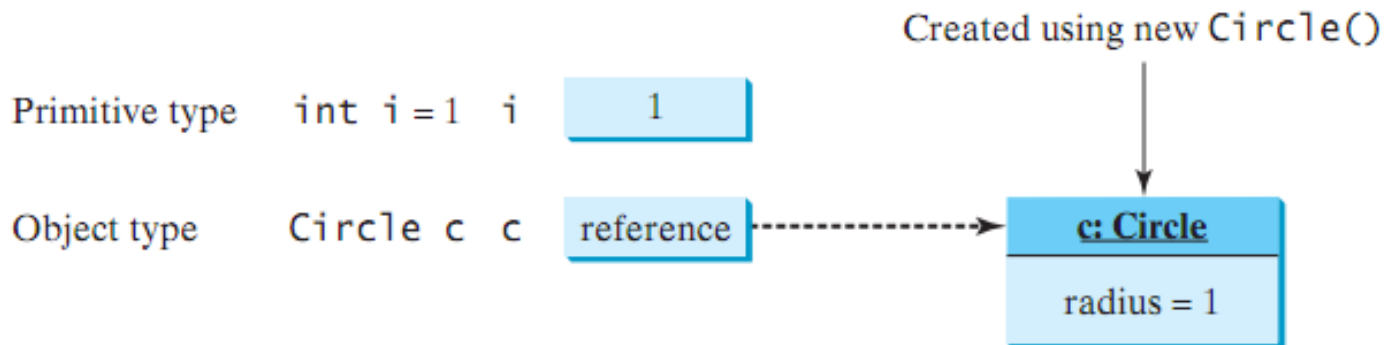 Created using new Circle()
Primitive type int i = 1 i 1
Object type Circle c c reference c: Circle
radius = 1